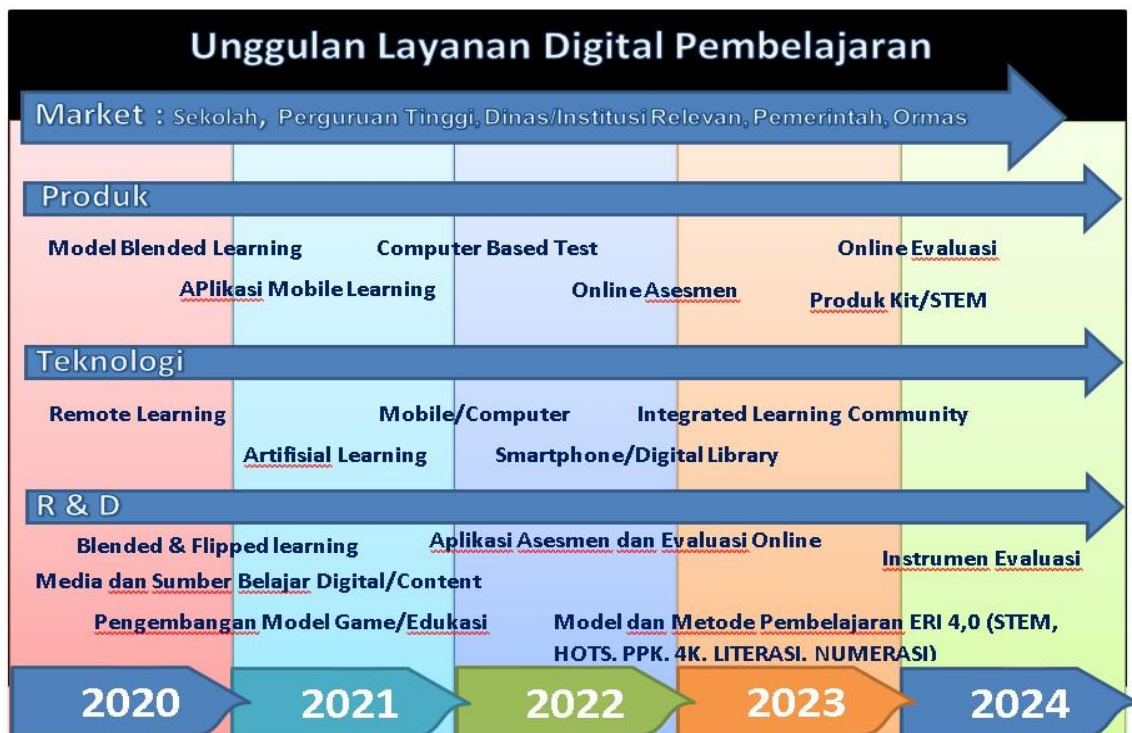 Unggulan Layanan Digital Pembelajaran
Market : Sekolah, Perguruan Tinggi, Dinas/Institusi Relevan, Pemerintah, Ormas
Produk
Model Blended Learning
Computer Based Test
Online Evaluasi
APlikasi Mobile Learning
Online Asesmen
Produk Kit/STEM
Teknologi
Remote Learning
Mobile/Computer
Integrated Learning Community
Artifisial Learning
Smartphone/Digital Library
R & D
Blended & Flipped learning
Aplikasi Asesmen dan Evaluasi Online
Instrumen Evaluasi
Media dan Sumber Belajar Digital/Content
Pengembangan Model Game/Edukasi
Model dan Metode Pembelajaran ERI 4,0 (STEM,
HOTS. PPK. 4K. LITERASI. NUMERASI)
2020
2021
2022
2023
2024